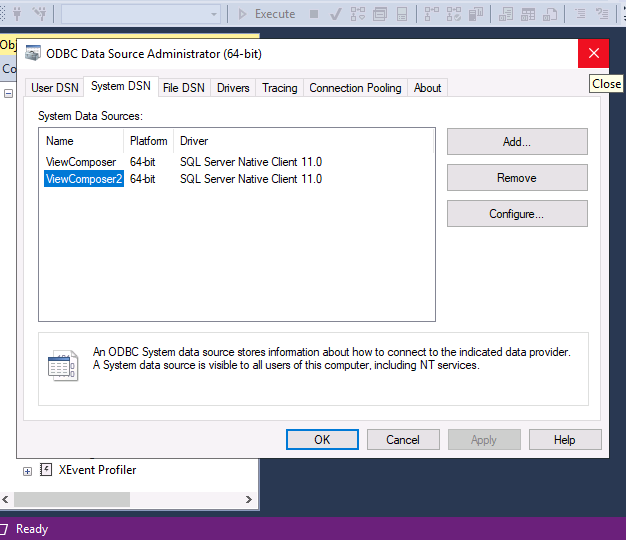 Execute
Obj
Co
ODBC Data Source Administrator (64-bit)
Close
User DSN System DSN File DSN Drivers Tracing Connection Pooling About
System Data Sources:
Name Platform Driver
ViewComposer 64-bit SQL Server Native Client 11.0
ViewComposer2 64-bit SQL Server Native Client 11.0
Add...
Remove
Configure...
An ODBC System data source stores information about how to connect to the indicated data provider.
A System data source is visible to all users of this computer, including NT services.
OK Cancel Apply Help
XEvent Profiler
Ready